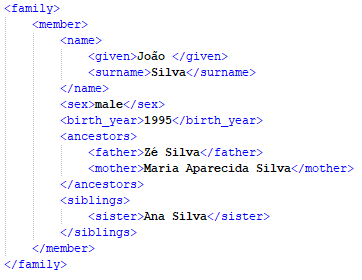 <family>
<member>
<name>
<given>João </given>
<surname>Silva</surname>
</name>
<sex>male</sex>
<birth_year>1995</birth_year>
<ancestors>
<father>Zé Silva</father>
<mother>Maria Aparecida Silva</mother>
</ancestors>
<siblings>
<sister>Ana Silva</sister>
</siblings>
</member>
</family>